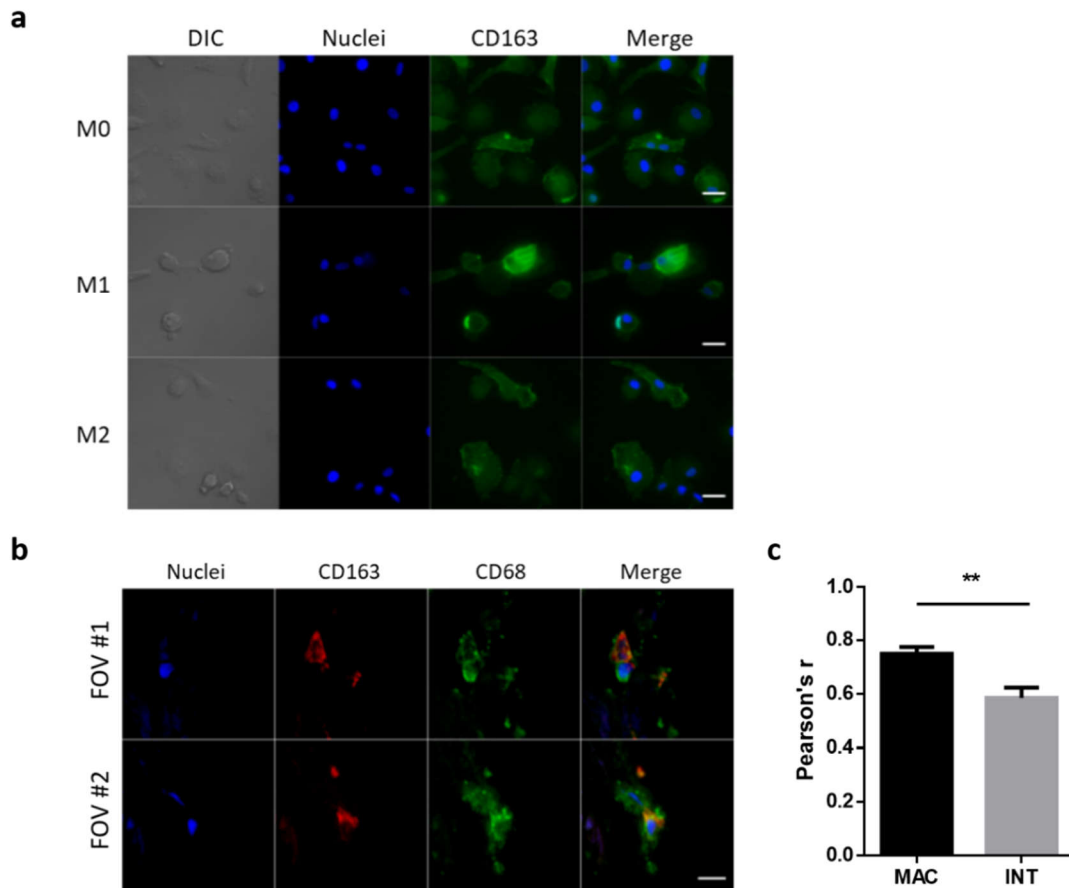 a
DIC Nuclei CD163 Merge
M0
M1
M2
b
Nuclei CD163 CD68 Merge
FOV #1
FOV #2
c
**
1.0
0.8
0.6
0.4
0.2
0.0
Pearson's r
MAC INT